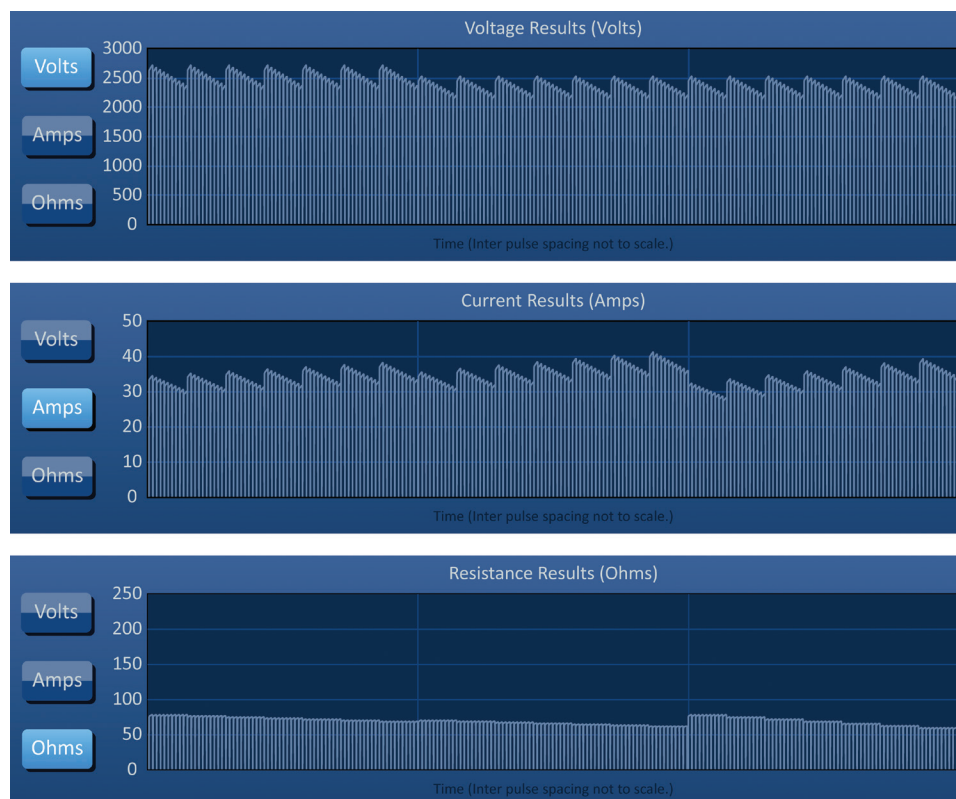 Voltage Results (Volts)
Volts
Amps
Ohms
3000
2500
2000
1500
1000
500
0
Time (Inter pulse spacing not to scale.)
Current Results (Amps)
Volts
Amps
Ohms
50
40
30
20
10
0
Time (Inter pulse spacing not to scale.)
Resistance Results (Ohms)
Volts
Amps
Ohms
250
200
150
100
50
0
Time (Inter pulse spacing not to scale.)